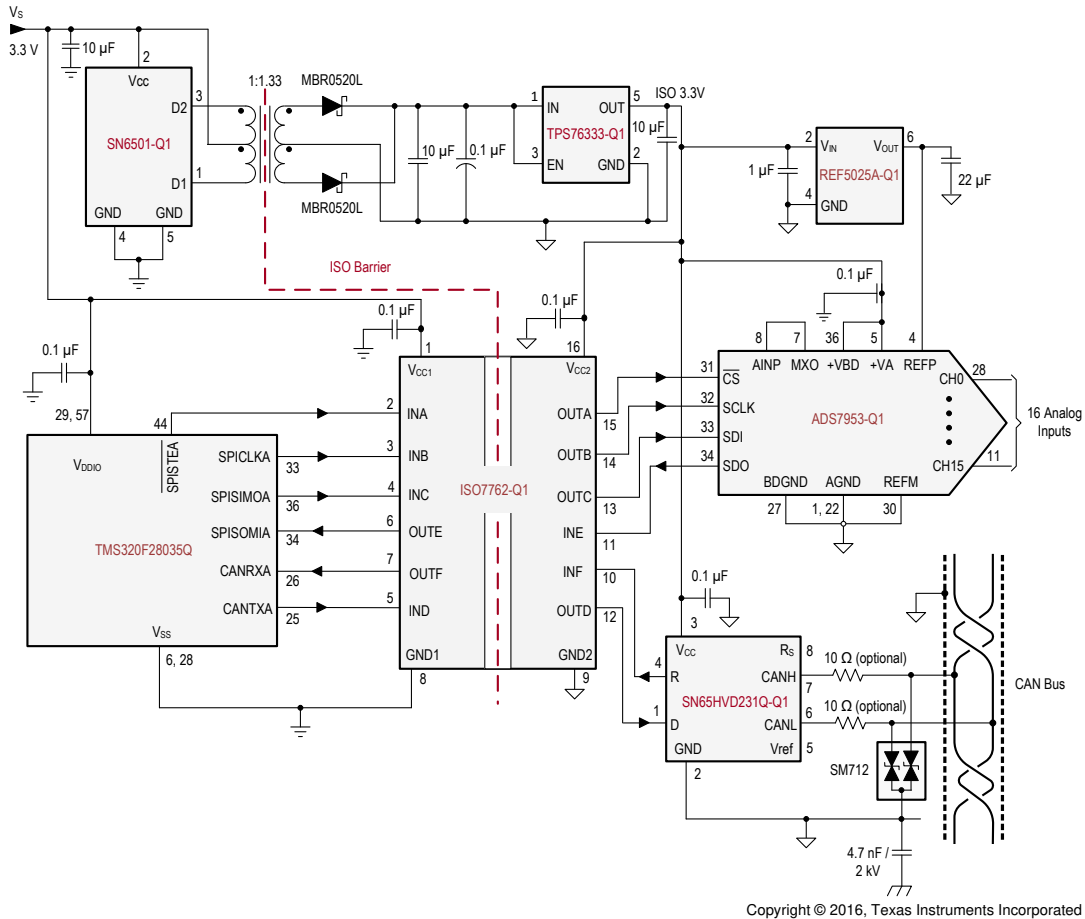 VS
3.3 V
10 µF
2
Vcc
SN6501-Q1
D2
3
D1
1
GND
GND
4
5
1:1.33
MBR0520L
MBR0520L
10 µF
0.1 µF
1
IN
OUT
5
TPS76333-Q1
3
EN
GND
2
ISO 3.3V
10 µF
2
VIN
VOUT
6
REF5025A-Q1
1 µF
4
GND
22 µF
ISO Barrier
0.1 µF
0.1 µF
0.1 µF
0.1 µF
29, 57
VDDIO
44
SPISTEA
SPICLKA
33
SPISIMOA
36
SPISOMIA
34
TMS320F28035Q
CANRXA
26
CANTXA
25
VSS
6, 28
1
VCC1
2
INA
3
INB
4
INC
6
OUTE
7
OUTF
5
IND
GND1
8
ISO7762-Q1
16
VCC2
OUTA
15
OUTB
14
OUTC
13
INE
11
INF
10
OUTD
12
GND2
9
8
7
36
5
4
AINP
MXO
+VBD
+VA
REFP
31
CS
32
SCLK
33
SDI
34
SDO
ADS7953-Q1
CH0
28
CH15
11
16 Analog
Inputs
BDGND
AGND
REFM
27
1, 22
30
0.1 µF
3
VCC
RS
8
4
R
CANH
7
SN65HVD231Q-Q1
1
D
CANL
6
GND
Vref
5
2
10 Ω (optional)
10 Ω (optional)
SM712
CAN Bus
4.7 nF /
2 kV
Copyright © 2016, Texas Instruments Incorporated